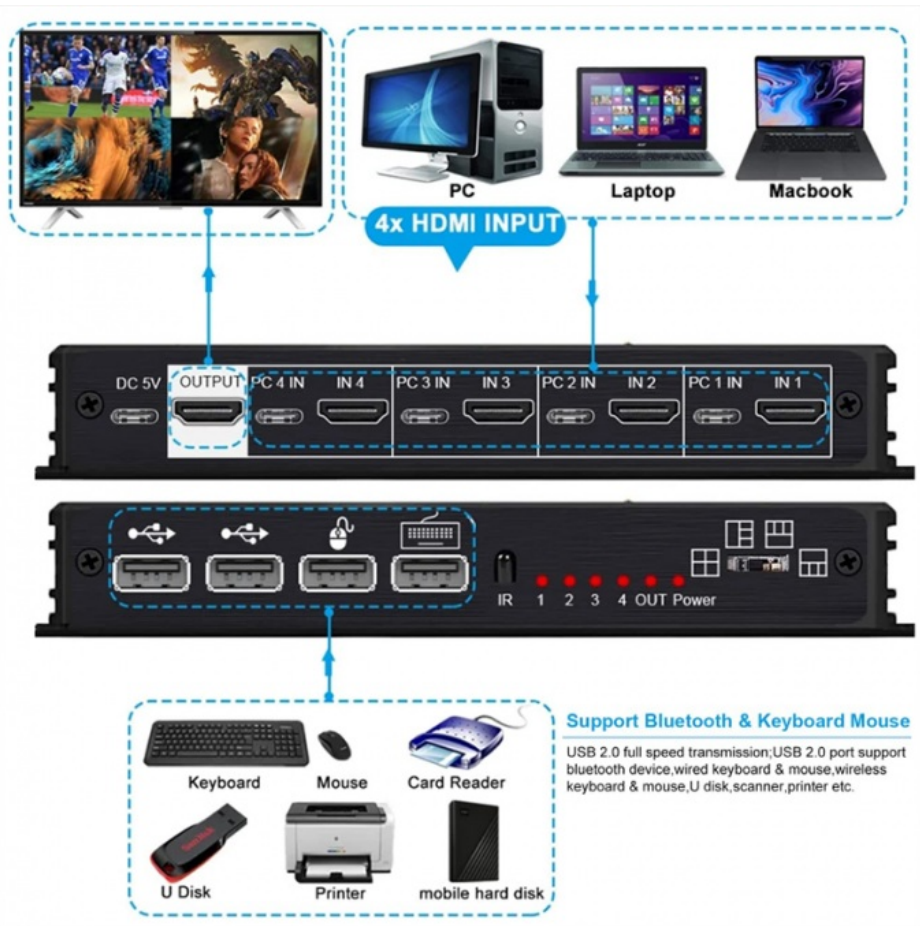 PC
Laptop
Macbook
4x HDMI INPUT
DC 5V
OUTPUT
PC 4 IN
IN 4
PC 3 IN
IN 3
PC 2 IN
IN 2
PC 1 IN
IN 1
IR
1
2
3
4
OUT
Power
Support Bluetooth & Keyboard Mouse
USB 2.0 full speed transmission;USB 2.0 port support
bluetooth device,wired keyboard & mouse,wireless
keyboard & mouse,U disk,scanner,printer etc.
Keyboard
Mouse
Card Reader
SanDisk
U Disk
Printer
mobile hard disk